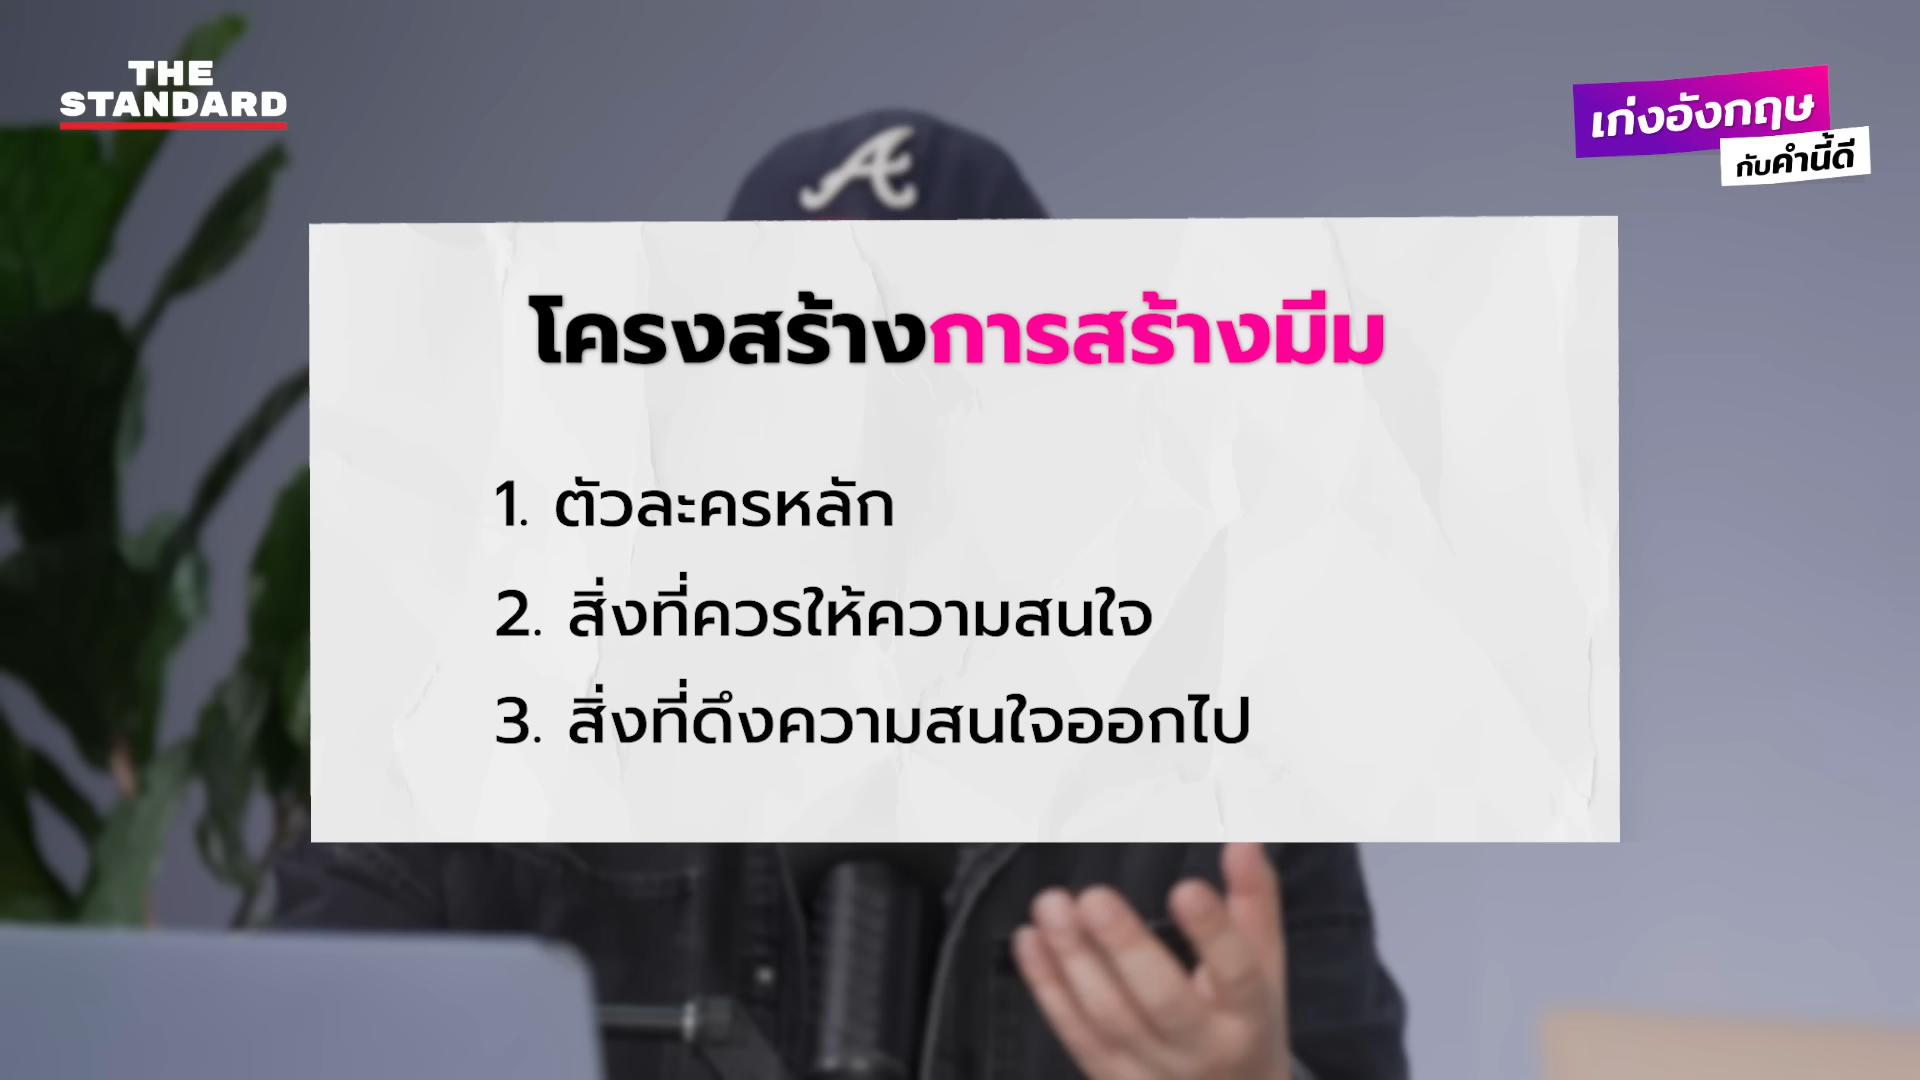 THE
STANDARD
เก่งอังกฤษ
กับคำนี้ดี
โครงสร้างการสร้างมีม
1. ตัวละครหลัก
2. สิ่งที่ควรให้ความสนใจ
3. สิ่งที่ดึงความสนใจออกไป